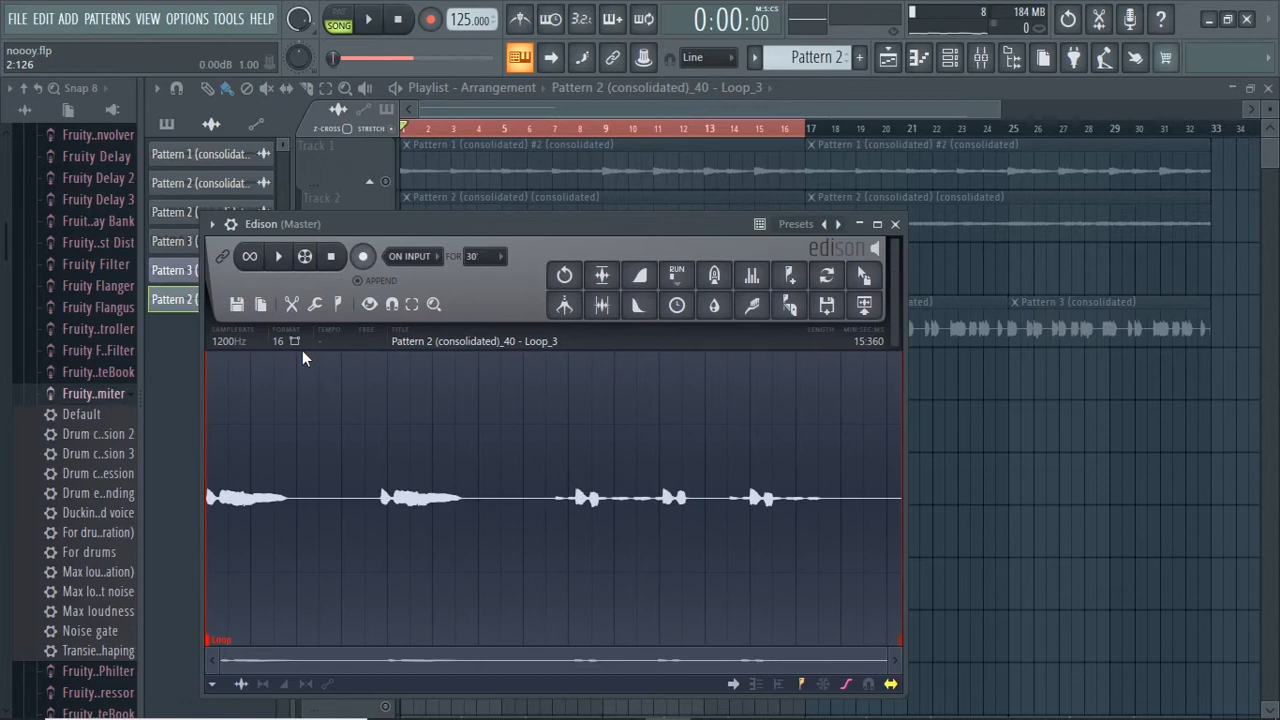 FILE EDIT ADD PATTERNS VIEW OPTIONS TOOLS HELP
PAT
SONG
125.000
3.2
0:00:00
M:S:CS
8
184 MB
0
noooy.flp
2:126
0.00dB 1.00
Line
Pattern 2
Snap 8
Playlist - Arrangement
Pattern 2 (consolidated)_40 - Loop_3
Z-CROSS STRETCH
2 3 4 5 6 7 8 9 10 11 12 13 14 15 16 17 18 19 20 21 22 23 24 25 26 27 28 29 30 31 32 33 34
Track 1
Pattern 1 (consolidated) #2 (consolidated)
Pattern 1 (consolidated) #2 (consolidated)
Track 2
Pattern 2 (consolidated) (consolidated)
Pattern 2 (consolidated) (consolidated)
Pattern 3 (consolidated)
Pattern 1 (consolidat..
Pattern 2 (consolidat..
Pattern 2 (consolidat..
Pattern 3 (
Pattern 3
Pattern 2 (
Fruity..nvolver
Fruity Delay
Fruity Delay 2
Fruity Delay 3
Fruit..ay Bank
Fruity..st Dist
Fruity Filter
Fruity Flanger
Fruity Flangus
Fruity..troller
Fruity F..Filter
Fruity..teBook
Fruity..miter
Default
Drum c..sion 2
Drum c..sion 3
Drum c..ession
Drum e..nding
Duckin..d voice
For dru..ration)
For drums
Max lou..ation)
Max lo..t noise
Max loudness
Noise gate
Transie..haping
Fruity..Philter
Fruity..ressor
Fruity..teBook
Edison (Master)
Presets
edison
ON INPUT
FOR
30'
APPEND
RUN
SAMPLERATE
FORMAT
TEMPO
FREE
TITLE
LENGTH
MIN:SEC:MS
1200Hz
16
-
Pattern 2 (consolidated)_40 - Loop_3
15:360
Loop